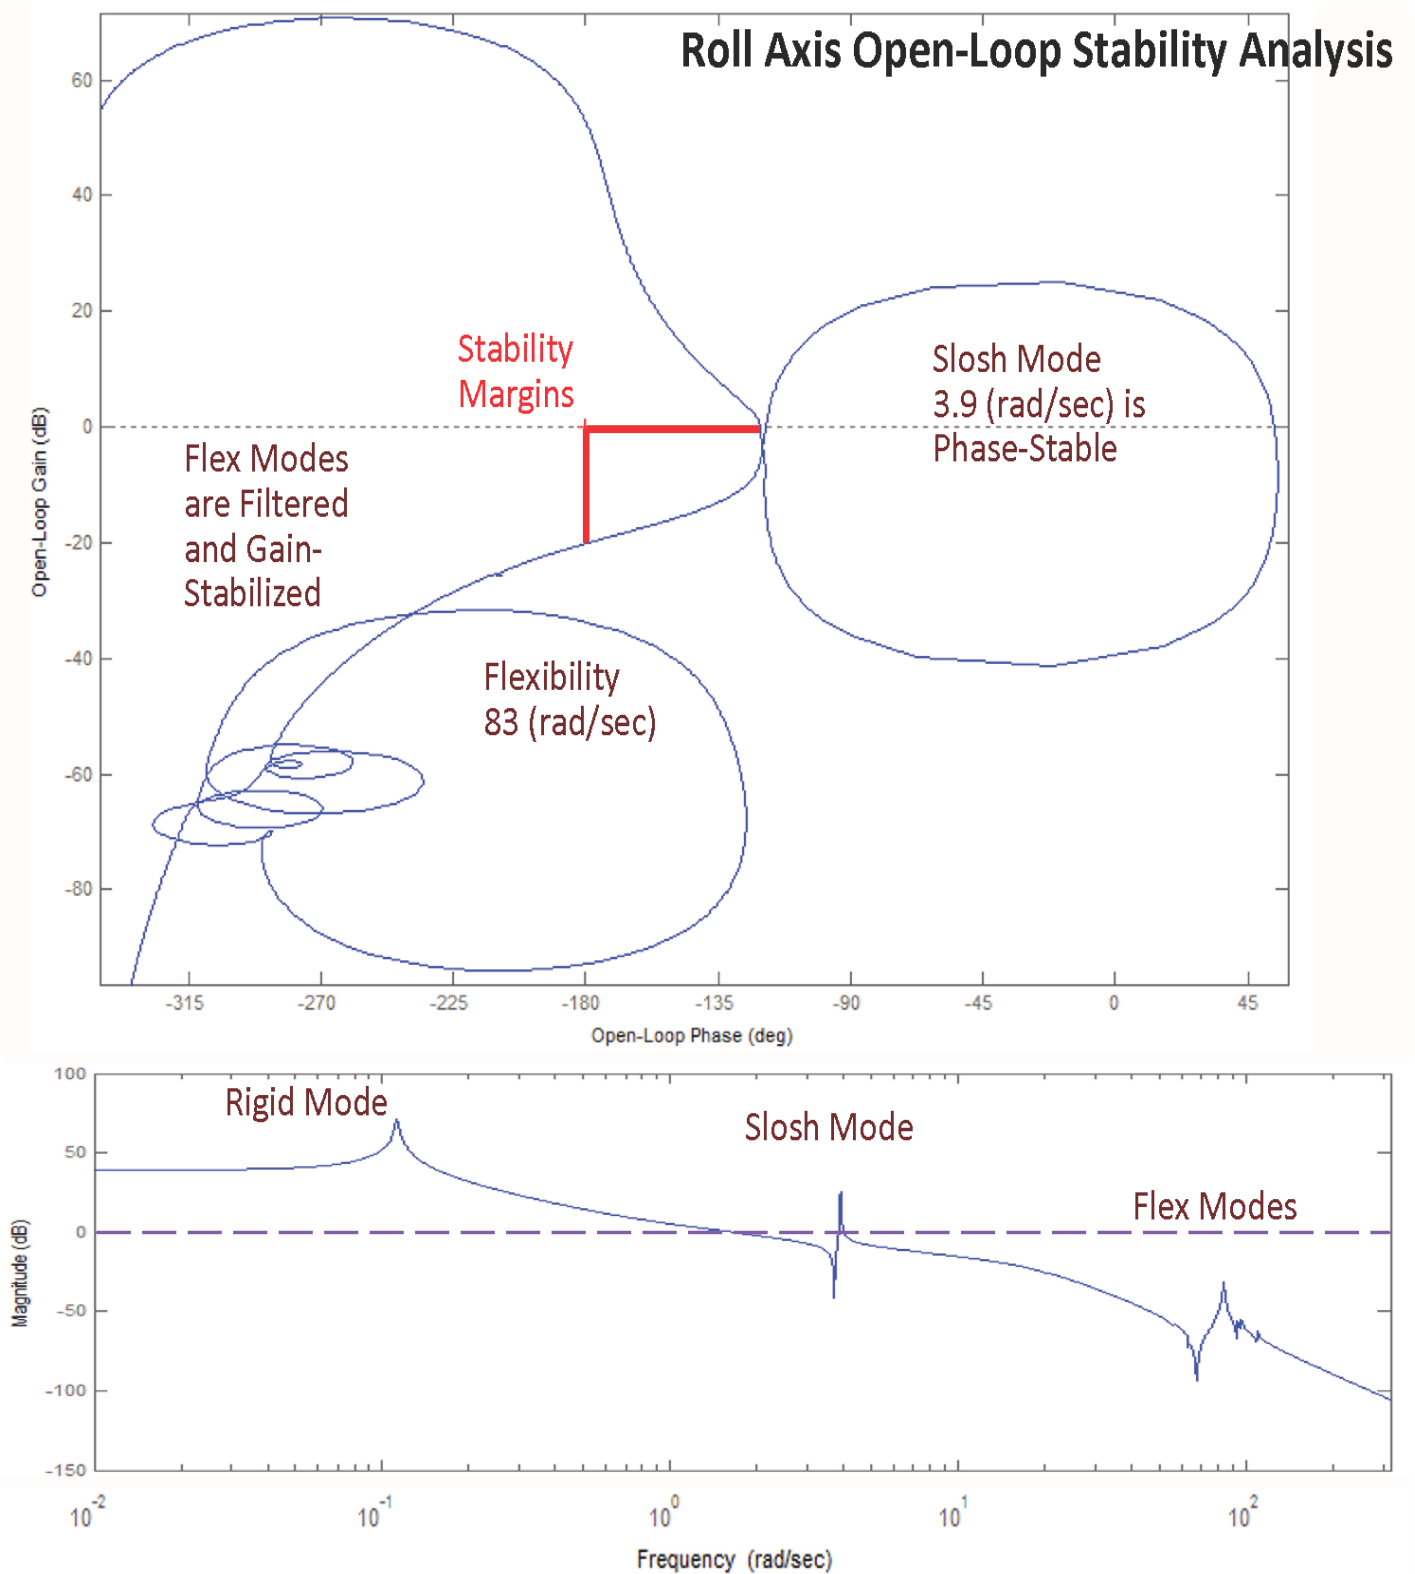 Roll Axis Open-Loop Stability Analysis
60
40
20
0
-20
-40
-60
-80
Open-Loop Gain (dB)
Stability
Margins
Slosh Mode
3.9 (rad/sec) is
Phase-Stable
Flex Modes
are Filtered
and Gain-
Stabilized
Flexibility
83 (rad/sec)
-315 -270 -225 -180 -135 -90 -45 0 45
Open-Loop Phase (deg)
100
50
0
-50
-100
-150
Magnitude (dB)
Rigid Mode
Slosh Mode
Flex Modes
10-2 10-1 100 101 102
Frequency (rad/sec)